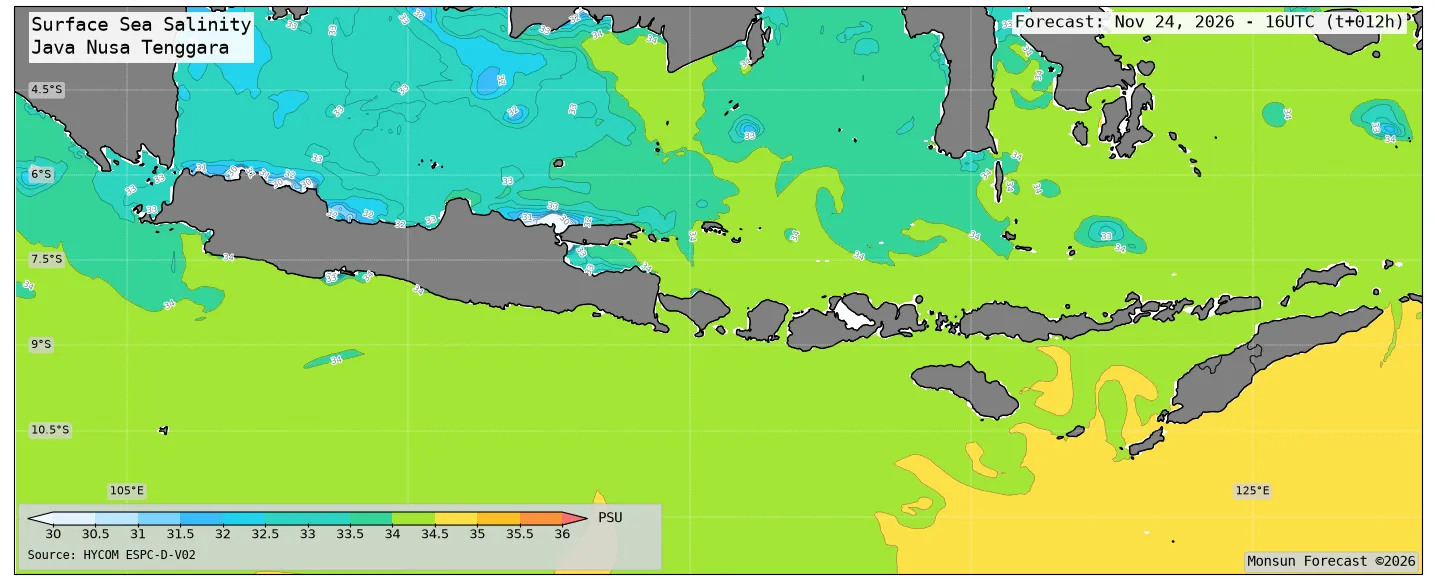 Surface Sea Salinity
Java Nusa Tenggara
Forecast: Nov 24, 2026 - 16UTC (t+012h)
4.5°S
6°S
7.5°S
9°S
10.5°S
105°E
125°E
30 30.5 31 31.5 32 32.5 33 33.5 34 34.5 35 35.5 36
PSU
Source: HYCOM ESPC-D-V02
Monsun Forecast ©2026